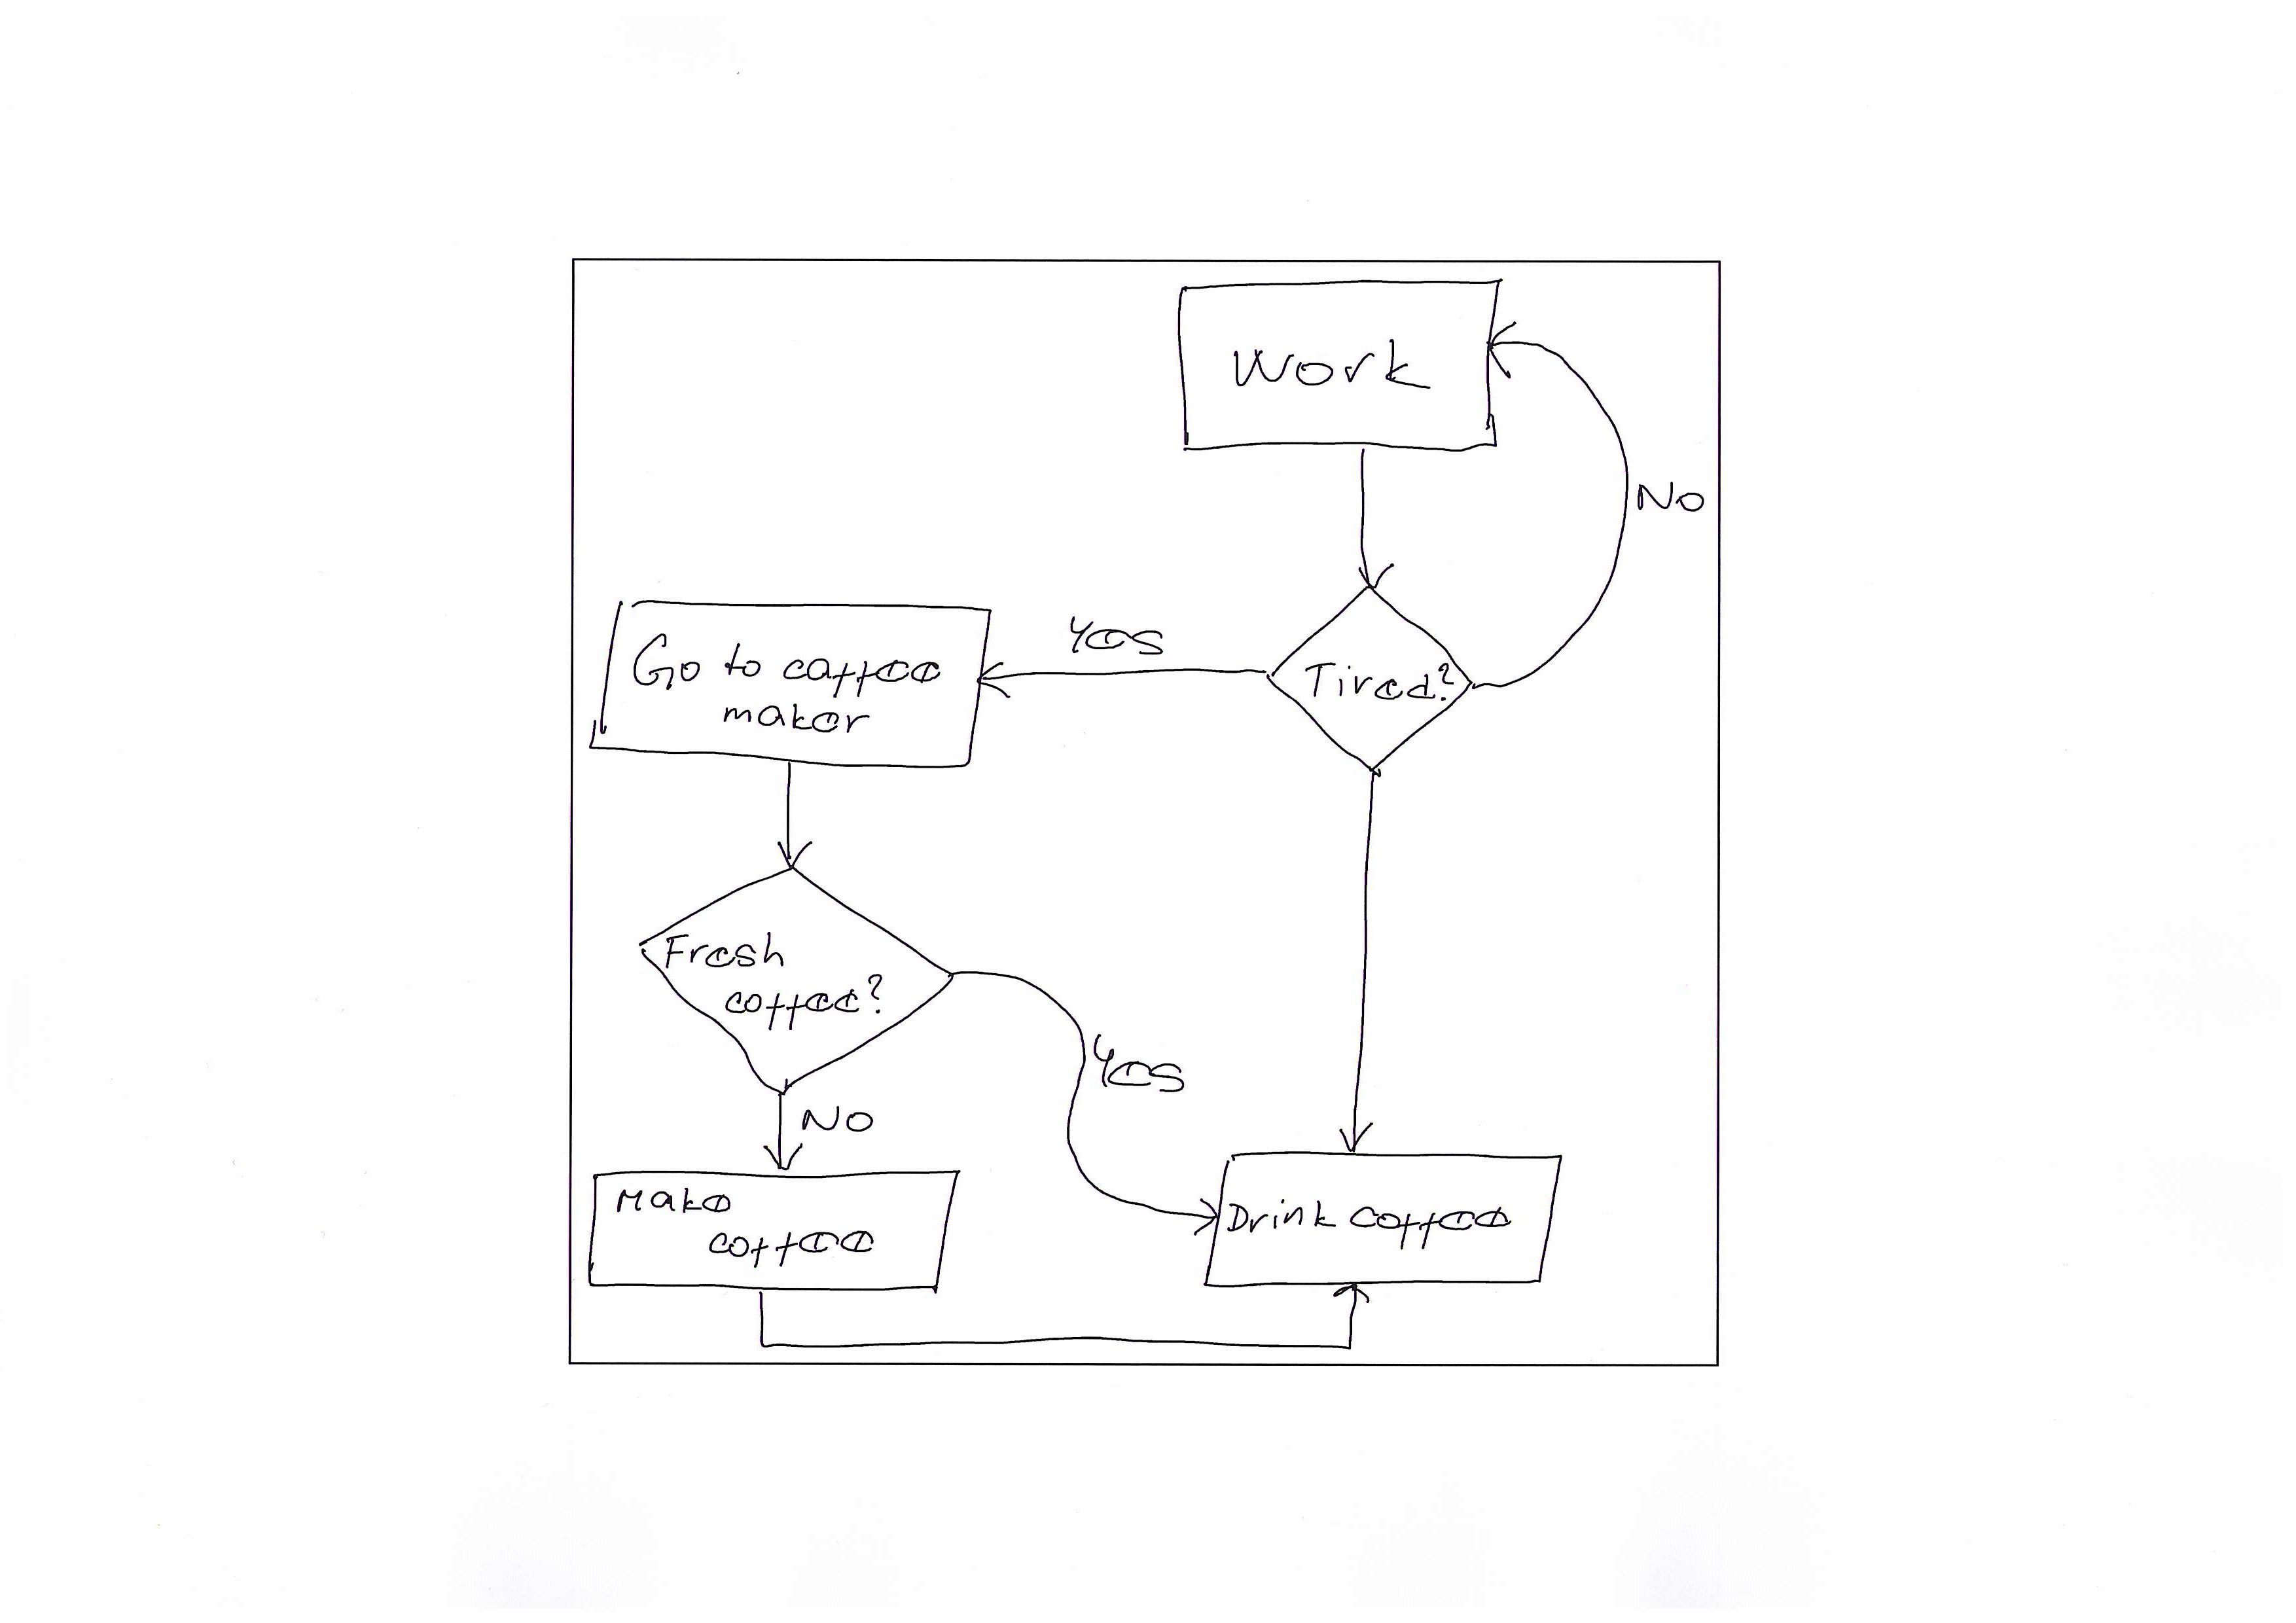 Work
No
Yes
Tired?
Go to coffee
maker
Fresh
coffee?
Yes
No
Make
coffee
Drink coffee